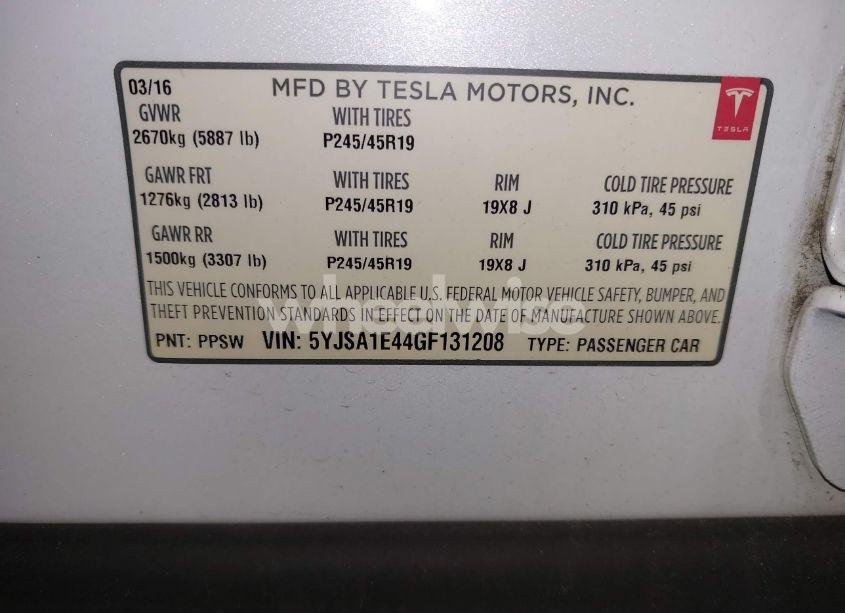 03/16 MFD BY TESLA MOTORS, INC.
GVWR WITH TIRES
2670kg (5887 lb) P245/45R19
TESLA
GAWR FRT WITH TIRES RIM COLD TIRE PRESSURE
1276kg (2813 lb) P245/45R19 19X8 J 310 kPa, 45 psi
GAWR RR WITH TIRES RIM COLD TIRE PRESSURE
1500kg (3307 lb) P245/45R19 19X8 J 310 kPa, 45 psi
THIS VEHICLE CONFORMS TO ALL APPLICABLE U.S. FEDERAL MOTOR VEHICLE SAFETY, BUMPER, AND
THEFT PREVENTION STANDARDS IN EFFECT ON THE DATE OF MANUFACTURE SHOWN ABOVE.
wheelwise
PNT: PPSW VIN: 5YJSA1E44GF131208 TYPE: PASSENGER CAR